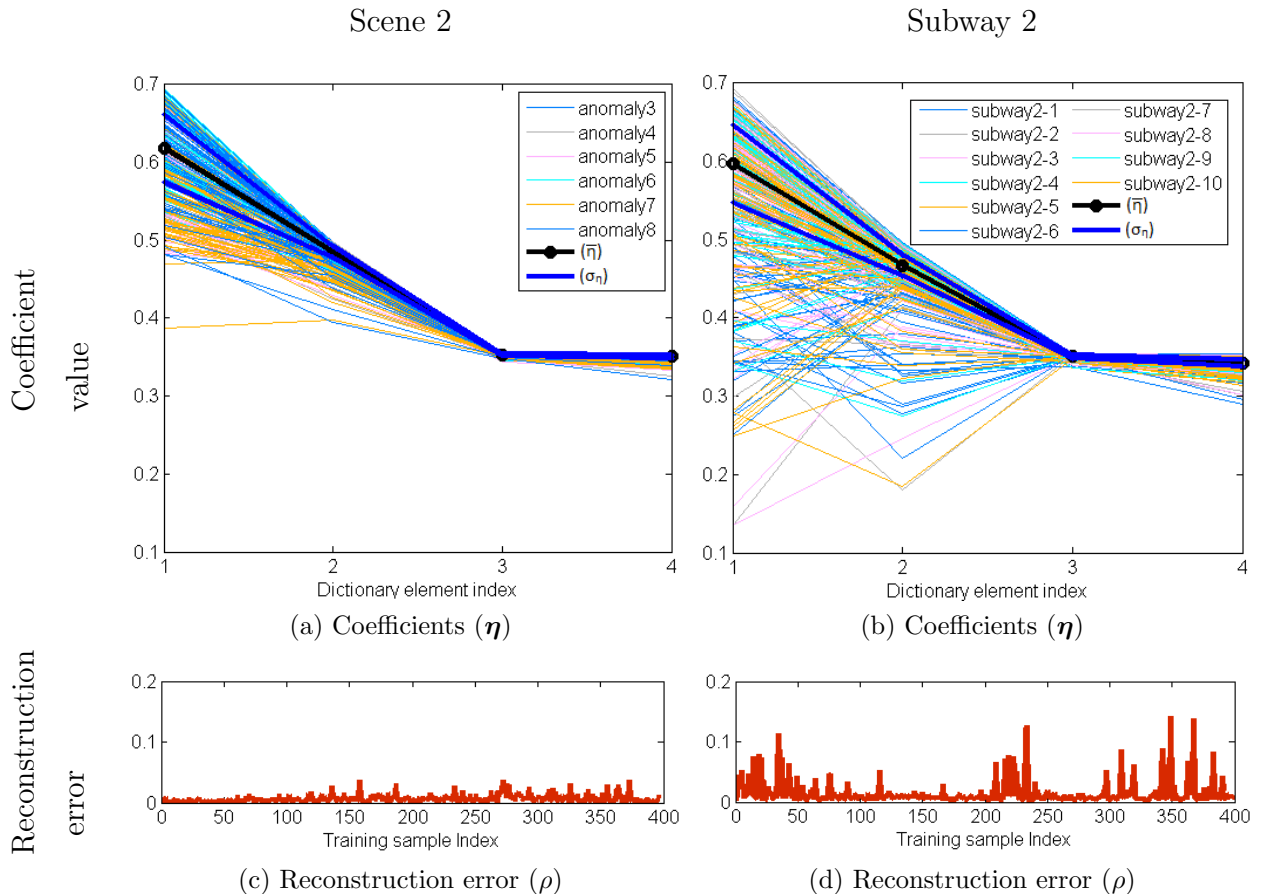 Scene 2
Subway 2
Coefficient
value
0.7
0.6
0.5
0.4
0.3
0.2
0.1
1
2
3
4
Dictionary element index
anomaly3
anomaly4
anomaly5
anomaly6
anomaly7
anomaly8
(η̅)
(ση)
(a) Coefficients (η)
0.7
0.6
0.5
0.4
0.3
0.2
0.1
1
2
3
4
Dictionary element index
subway2-1
subway2-2
subway2-3
subway2-4
subway2-5
subway2-6
subway2-7
subway2-8
subway2-9
subway2-10
(η̅)
(ση)
(b) Coefficients (η)
Reconstruction
error
0.2
0.1
0
0 50 100 150 200 250 300 350 400
Training sample Index
(c) Reconstruction error (ρ)
0.2
0.1
0
0 50 100 150 200 250 300 350 400
Training sample Index
(d) Reconstruction error (ρ)